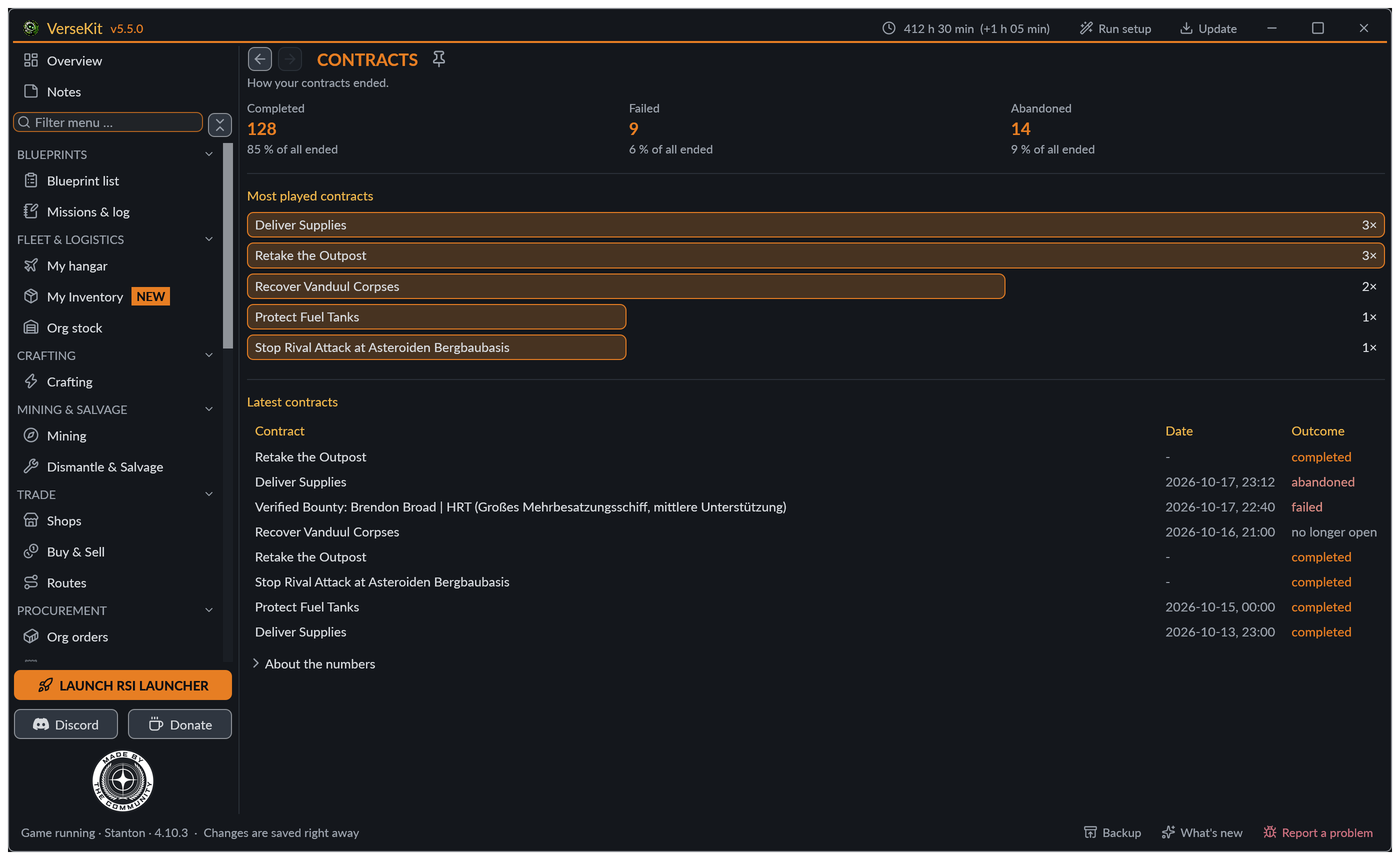 VerseKit v5.5.0
412 h 30 min (+1 h 05 min)
Run setup
Update
Overview
Notes
Filter menu ...
BLUEPRINTS
Blueprint list
Missions & log
FLEET & LOGISTICS
My hangar
My Inventory NEW
Org stock
CRAFTING
Crafting
MINING & SALVAGE
Mining
Dismantle & Salvage
TRADE
Shops
Buy & Sell
Routes
PROCUREMENT
Org orders
LAUNCH RSI LAUNCHER
Discord
Donate
MADE BY THE COMMUNITY
CONTRACTS
How your contracts ended.
Completed
128
85 % of all ended
Failed
9
6 % of all ended
Abandoned
14
9 % of all ended
Most played contracts
Deliver Supplies 3×
Retake the Outpost 3×
Recover Vanduul Corpses 2×
Protect Fuel Tanks 1×
Stop Rival Attack at Asteroiden Bergbaubasis 1×
Latest contracts
Contract Date Outcome
Retake the Outpost - completed
Deliver Supplies 2026-10-17, 23:12 abandoned
Verified Bounty: Brendon Broad | HRT (Großes Mehrbesatzungsschiff, mittlere Unterstützung) 2026-10-17, 22:40 failed
Recover Vanduul Corpses 2026-10-16, 21:00 no longer open
Retake the Outpost - completed
Stop Rival Attack at Asteroiden Bergbaubasis - completed
Protect Fuel Tanks 2026-10-15, 00:00 completed
Deliver Supplies 2026-10-13, 23:00 completed
About the numbers
Game running · Stanton · 4.10.3 · Changes are saved right away
Backup
What's new
Report a problem